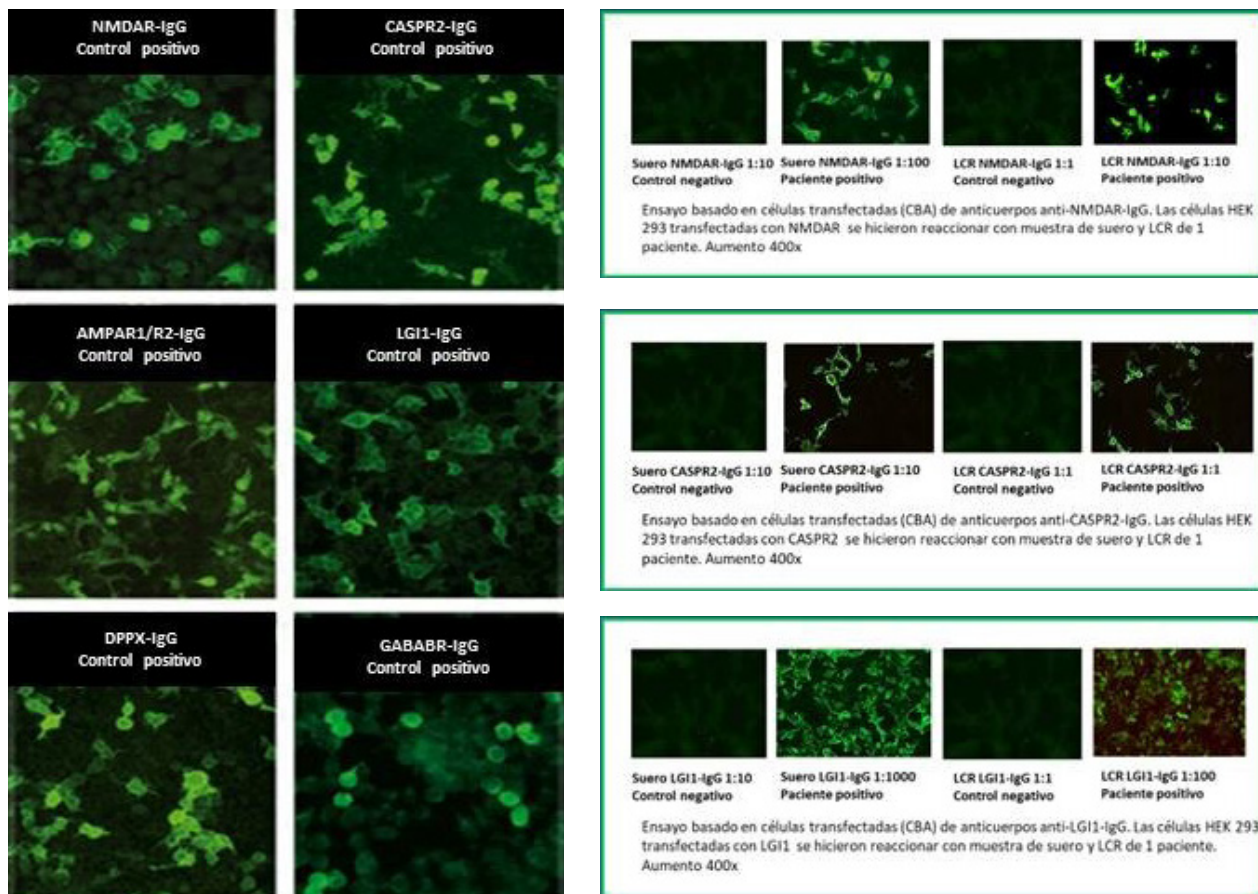 NMDAR-IgG
Control positivo
CASPR2-IgG
Control positivo
AMPAR1/R2-IgG
Control positivo
LGI1-IgG
Control positivo
DPPX-IgG
Control positivo
GABABR-IgG
Control positivo
Suero NMDAR-IgG 1:10
Control negativo
Suero NMDAR-IgG 1:100
Paciente positivo
LCR NMDAR-IgG 1:1
Control negativo
LCR NMDAR-IgG 1:10
Paciente positivo
Ensayo basado en células transfectadas (CBA) de anticuerpos anti-NMDAR-IgG. Las células HEK
293 transfectadas con NMDAR se hicieron reaccionar con muestra de suero y LCR de 1
paciente. Aumento 400x
Suero CASPR2-IgG 1:10
Control negativo
Suero CASPR2-IgG 1:10
Paciente positivo
LCR CASPR2-IgG 1:1
Control negativo
LCR CASPR2-IgG 1:1
Paciente positivo
Ensayo basado en células transfectadas (CBA) de anticuerpos anti-CASPR2-IgG. Las células HEK
293 transfectadas con CASPR2 se hicieron reaccionar con muestra de suero y LCR de 1
paciente. Aumento 400x
Suero LGI1-IgG 1:10
Control negativo
Suero LGI1-IgG 1:1000
Paciente positivo
LCR LGI1-IgG 1:1
Control negativo
LCR LGI1-IgG 1:100
Paciente positivo
Ensayo basado en células transfectadas (CBA) de anticuerpos anti-LGI1-IgG. Las células HEK 293
transfectadas con LGI1 se hicieron reaccionar con muestra de suero y LCR de 1 paciente.
Aumento 400x